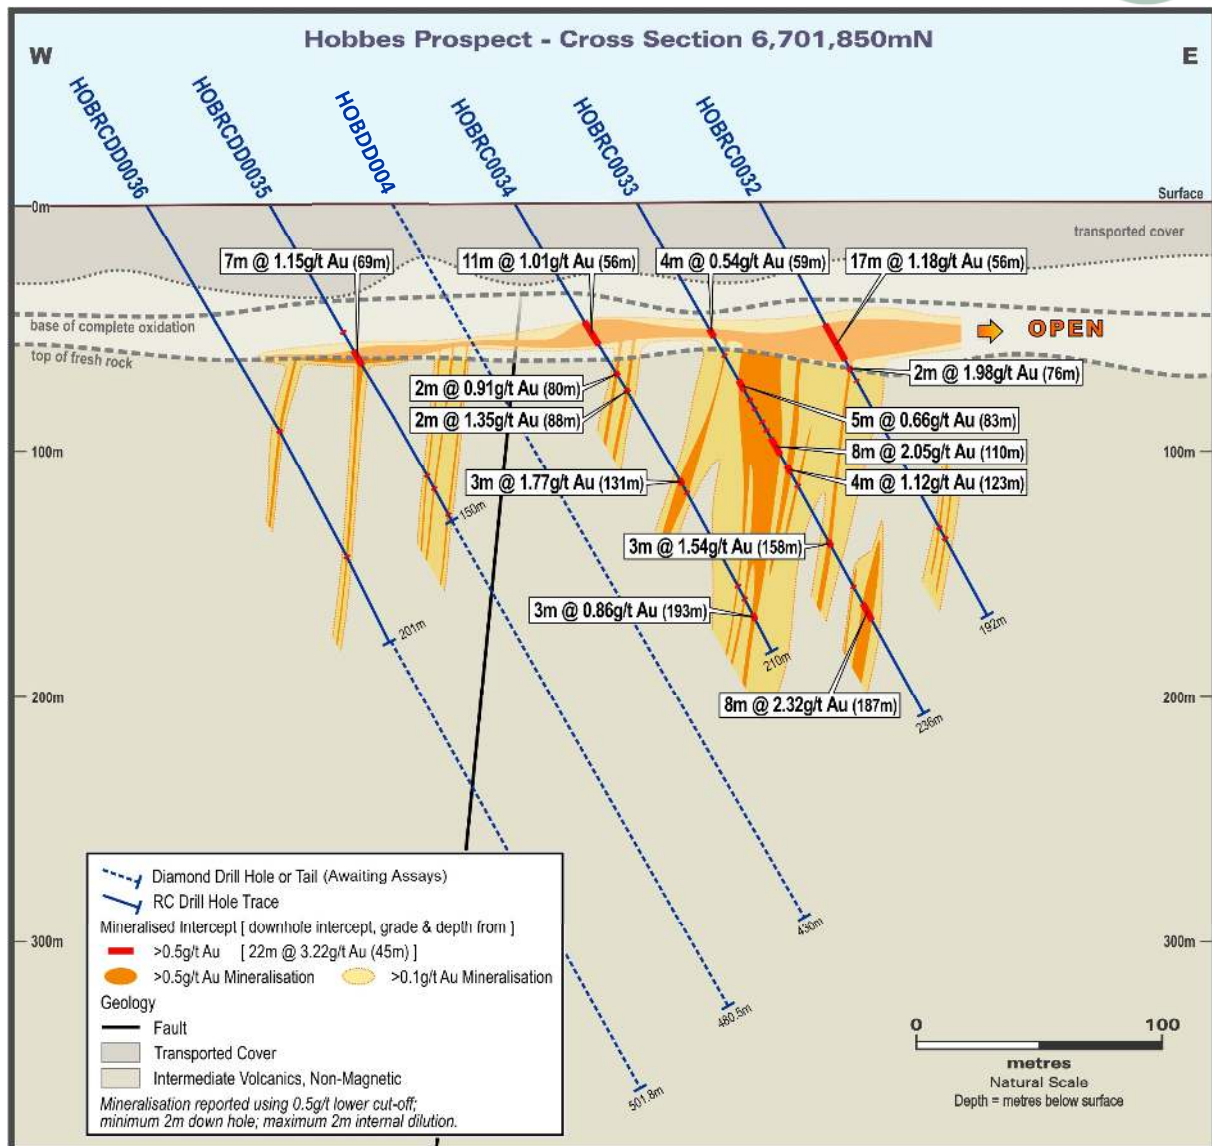 Hobbes Prospect - Cross Section 6,701,850mN
W
E
HOBRCDD0036
HOBRCDD0035
HOBDD004
HOBRC0034
HOBRC0033
HOBRC0032
Surface
0m
transported cover
7m @ 1.15g/t Au (69m)
11m @ 1.01g/t Au (56m)
4m @ 0.54g/t Au (59m)
17m @ 1.18g/t Au (56m)
base of complete oxidation
OPEN
top of fresh rock
2m @ 1.98g/t Au (76m)
2m @ 0.91g/t Au (80m)
2m @ 1.35g/t Au (88m)
5m @ 0.66g/t Au (83m)
100m
8m @ 2.05g/t Au (110m)
100m
3m @ 1.77g/t Au (131m)
4m @ 1.12g/t Au (123m)
150m
3m @ 1.54g/t Au (158m)
3m @ 0.86g/t Au (193m)
192m
201m
210m
200m
8m @ 2.32g/t Au (187m)
200m
236m
430m
300m
300m
480.5m
501.8m
Diamond Drill Hole or Tail (Awaiting Assays)
RC Drill Hole Trace
Mineralised Intercept [ downhole intercept, grade & depth from ]
>0.5g/t Au [ 22m @ 3.22g/t Au (45m) ]
>0.5g/t Au Mineralisation >0.1g/t Au Mineralisation
Geology
Fault
Transported Cover
Intermediate Volcanics, Non-Magnetic
Mineralisation reported using 0.5g/t lower cut-off;
minimum 2m down hole; maximum 2m internal dilution.
0 100
metres
Natural Scale
Depth = metres below surface